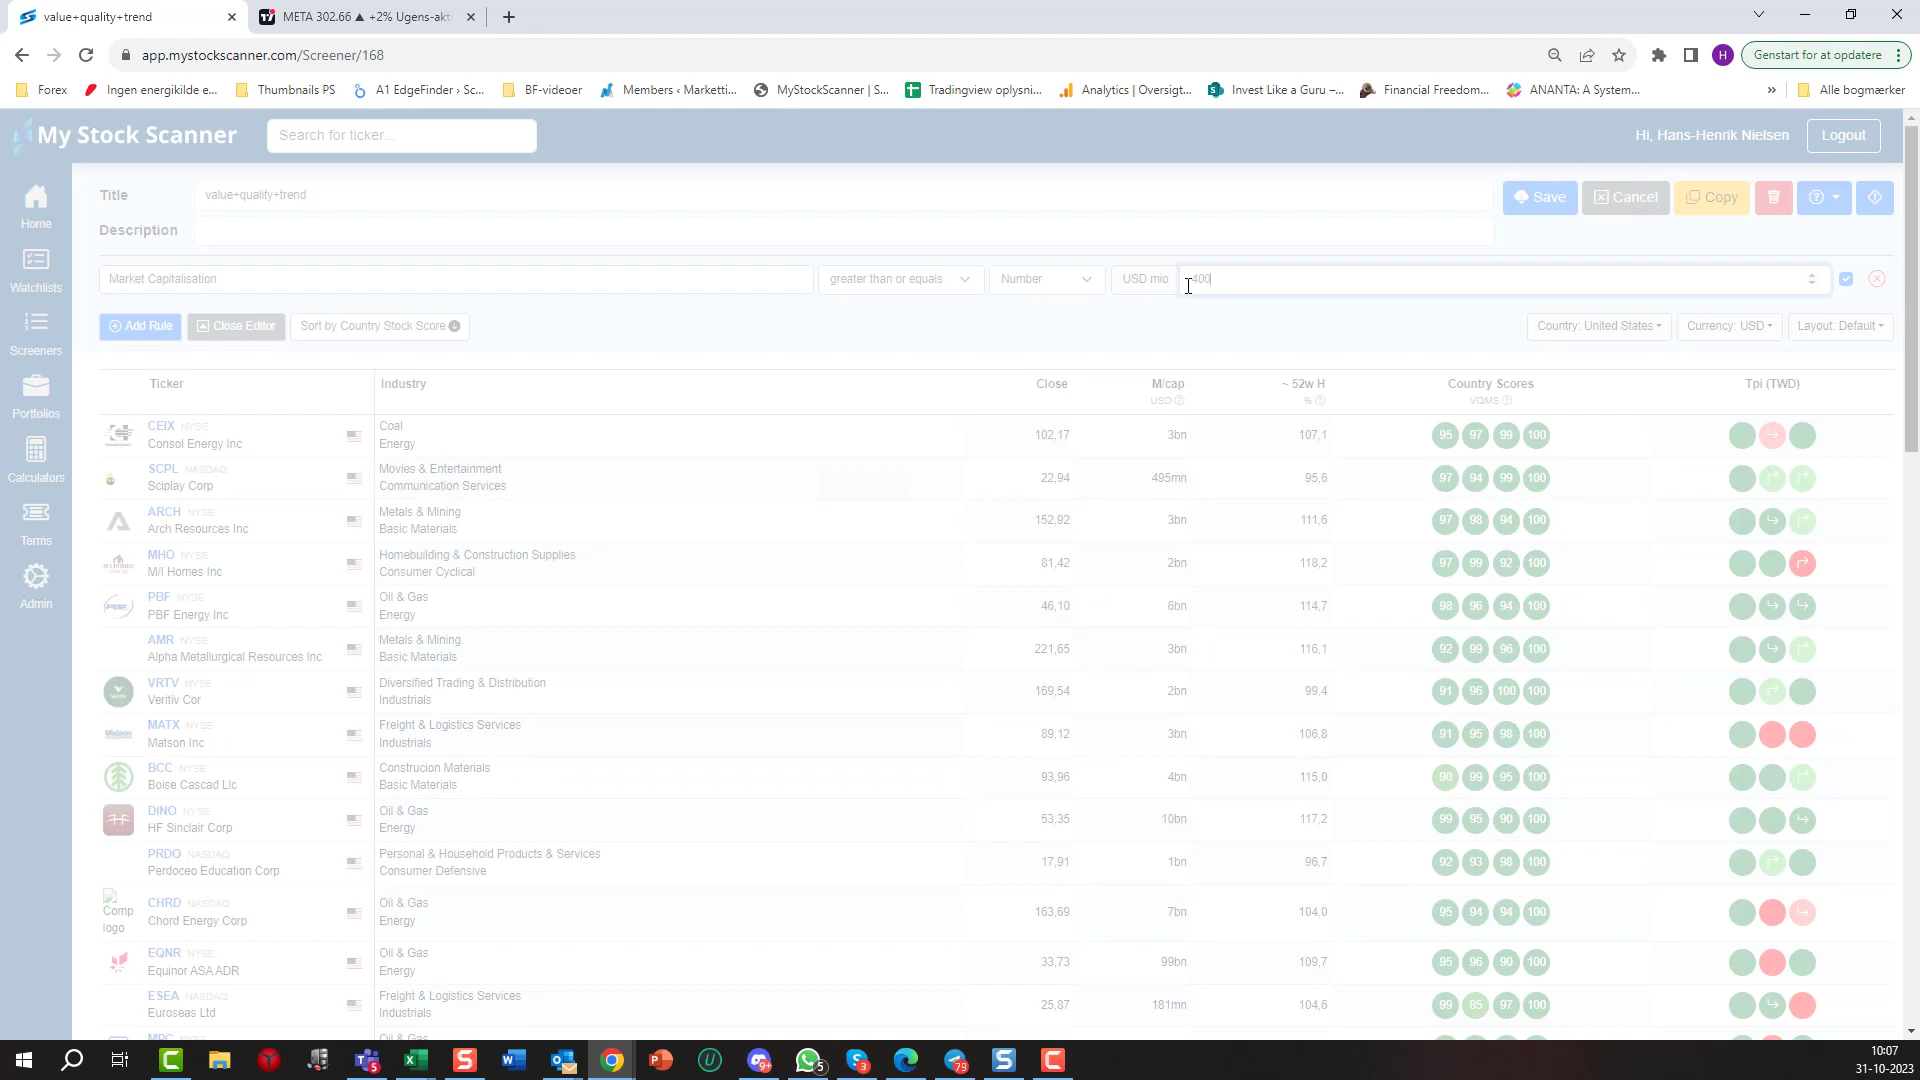 value+quality+trend
META 302.66 ▲ +2% Ugens-akt
app.mystockscanner.com/Screener/168
H
Genstart for at opdatere
Forex
Ingen energikilde e...
Thumbnails PS
A1 EdgeFinder › Sc...
BF-videoer
Members ‹ Marketti...
MyStockScanner | S...
Tradingview oplysni...
Analytics | Oversigt...
Invest Like a Guru –...
Financial Freedom...
ANANTA: A System...
»
Alle bogmærker
My Stock Scanner
Search for ticker...
Hi, Hans-Henrik Nielsen
Logout
Home
Watchlists
Screeners
Portfolios
Calculators
Terms
Admin
Title
value+quality+trend
Save
Cancel
Copy
Description
Market Capitalisation
greater than or equals
Number
USD mio
400
Add Rule
Close Editor
Sort by Country Stock Score
Country: United States
Currency: USD
Layout: Default
Ticker Industry Close M/cap ~ 52w H Country Scores Tpi (TWD)
USD % VQMS
CEIX NYSE Coal
Consol Energy Inc Energy 102,17 3bn 107,1 95 97 99 100
SCPL NASDAQ Movies & Entertainment
Sciplay Corp Communication Services 22,94 495mn 95,6 97 94 99 100
ARCH NYSE Metals & Mining
Arch Resources Inc Basic Materials 152,92 3bn 111,6 97 98 94 100
MHO NYSE Homebuilding & Construction Supplies
M/I Homes Inc Consumer Cyclical 81,42 2bn 118,2 97 99 92 100
PBF NYSE Oil & Gas
PBF Energy Inc Energy 46,10 6bn 114,7 98 96 94 100
AMR NYSE Metals & Mining
Alpha Metallurgical Resources Inc Basic Materials 221,65 3bn 116,1 92 99 96 100
VRTV NYSE Diversified Trading & Distribution
Veritiv Cor Industrials 169,54 2bn 99,4 91 96 100 100
MATX NYSE Freight & Logistics Services
Matson Inc Industrials 89,12 3bn 106,8 91 95 98 100
BCC NYSE Construcion Materials
Boise Cascad Llc Basic Materials 93,96 4bn 115,0 90 99 95 100
DINO NYSE Oil & Gas
HF Sinclair Corp Energy 53,35 10bn 117,2 99 95 90 100
PRDO NASDAQ Personal & Household Products & Services
Perdoceo Education Corp Consumer Defensive 17,91 1bn 96,7 92 93 98 100
Comp logo
CHRD NASDAQ Oil & Gas
Chord Energy Corp Energy 163,69 7bn 104,0 95 94 94 100
EQNR NYSE Oil & Gas
Equinor ASA ADR Energy 33,73 99bn 109,7 95 96 90 100
ESEA NASDAQ Freight & Logistics Services
Euroseas Ltd Industrials 25,87 181mn 104,6 99 85 97 100
10:07
31-10-2023